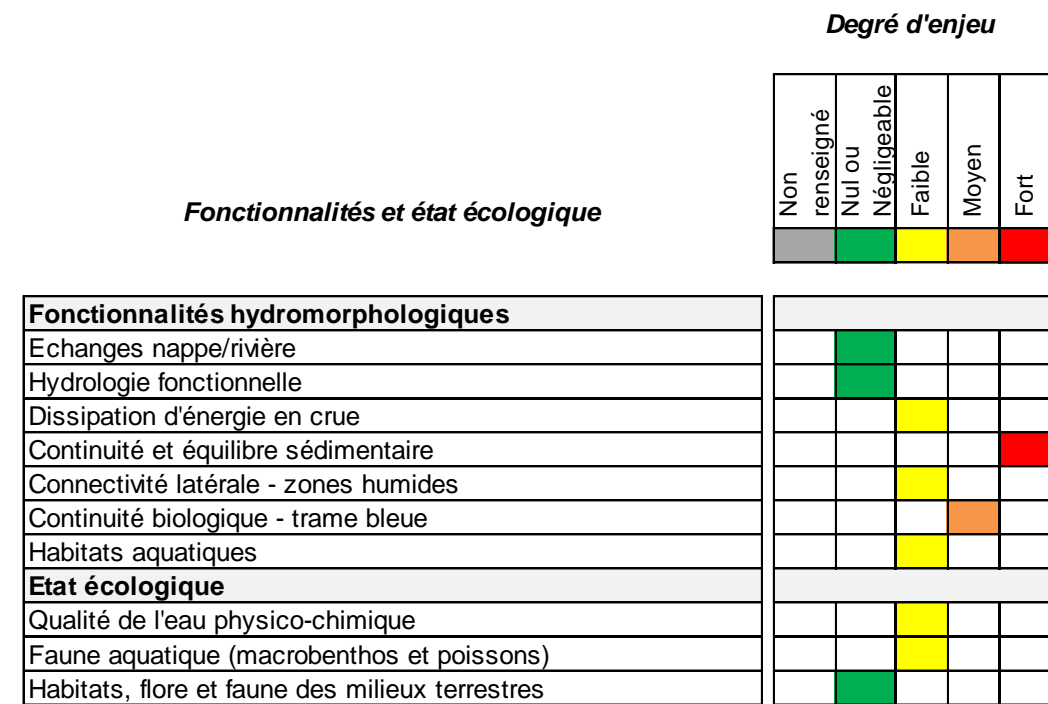 Degré d'enjeu
Fonctionnalités et état écologique
Non
renseigné
Nul ou
Négligeable
Faible
Moyen
Fort
Fonctionnalités hydromorphologiques
Echanges nappe/rivière
Hydrologie fonctionnelle
Dissipation d'énergie en crue
Continuité et équilibre sédimentaire
Connectivité latérale - zones humides
Continuité biologique - trame bleue
Habitats aquatiques
Etat écologique
Qualité de l'eau physico-chimique
Faune aquatique (macrobenthos et poissons)
Habitats, flore et faune des milieux terrestres